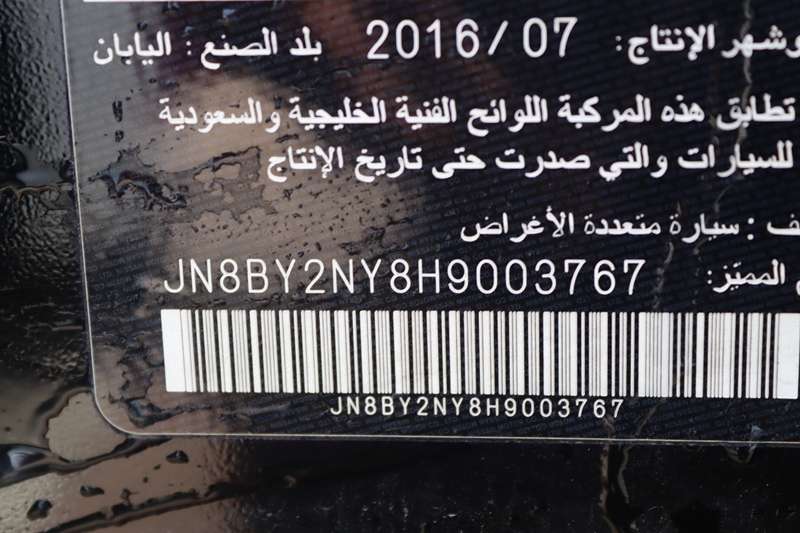 وشهر الإنتاج: 2016/07 بلد الصنع : اليابان
تطابق هذه المركبة اللوائح الفنية الخليجية والسعودية
للسيارات والتي صدرت حتى تاريخ الإنتاج
: سيارة متعددة الأغراض
المميّز: JN8BY2NY8H9003767
JN8BY2NY8H9003767